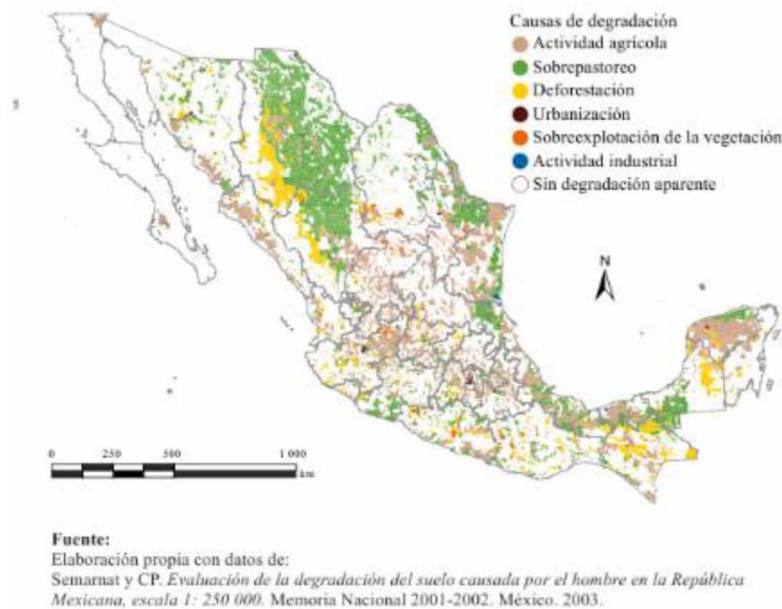 Causas de degradación
Actividad agrícola
Sobrepastoreo
Deforestación
Urbanización
Sobreexplotación de la vegetación
Actividad industrial
Sin degradación aparente
N
0 250 500 1 000
km
Fuente:
Elaboración propia con datos de:
Semarnat y CP. Evaluación de la degradación del suelo causada por el hombre en la República
Mexicana, escala 1: 250 000. Memoria Nacional 2001-2002. México. 2003.